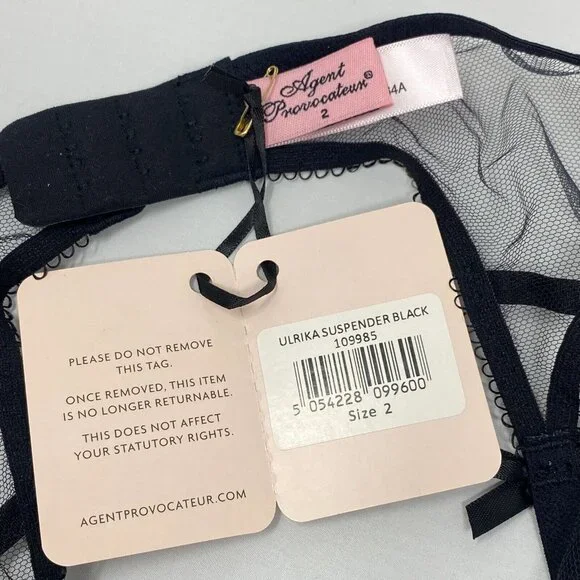 Agent
Provocateur®
2
34A
PLEASE DO NOT REMOVE
THIS TAG.
ONCE REMOVED, THIS ITEM
IS NO LONGER RETURNABLE.
THIS DOES NOT AFFECT
YOUR STATUTORY RIGHTS.
AGENTPROVOCATEUR.COM
ULRIKA SUSPENDER BLACK
109985
5 054228 099600
Size 2